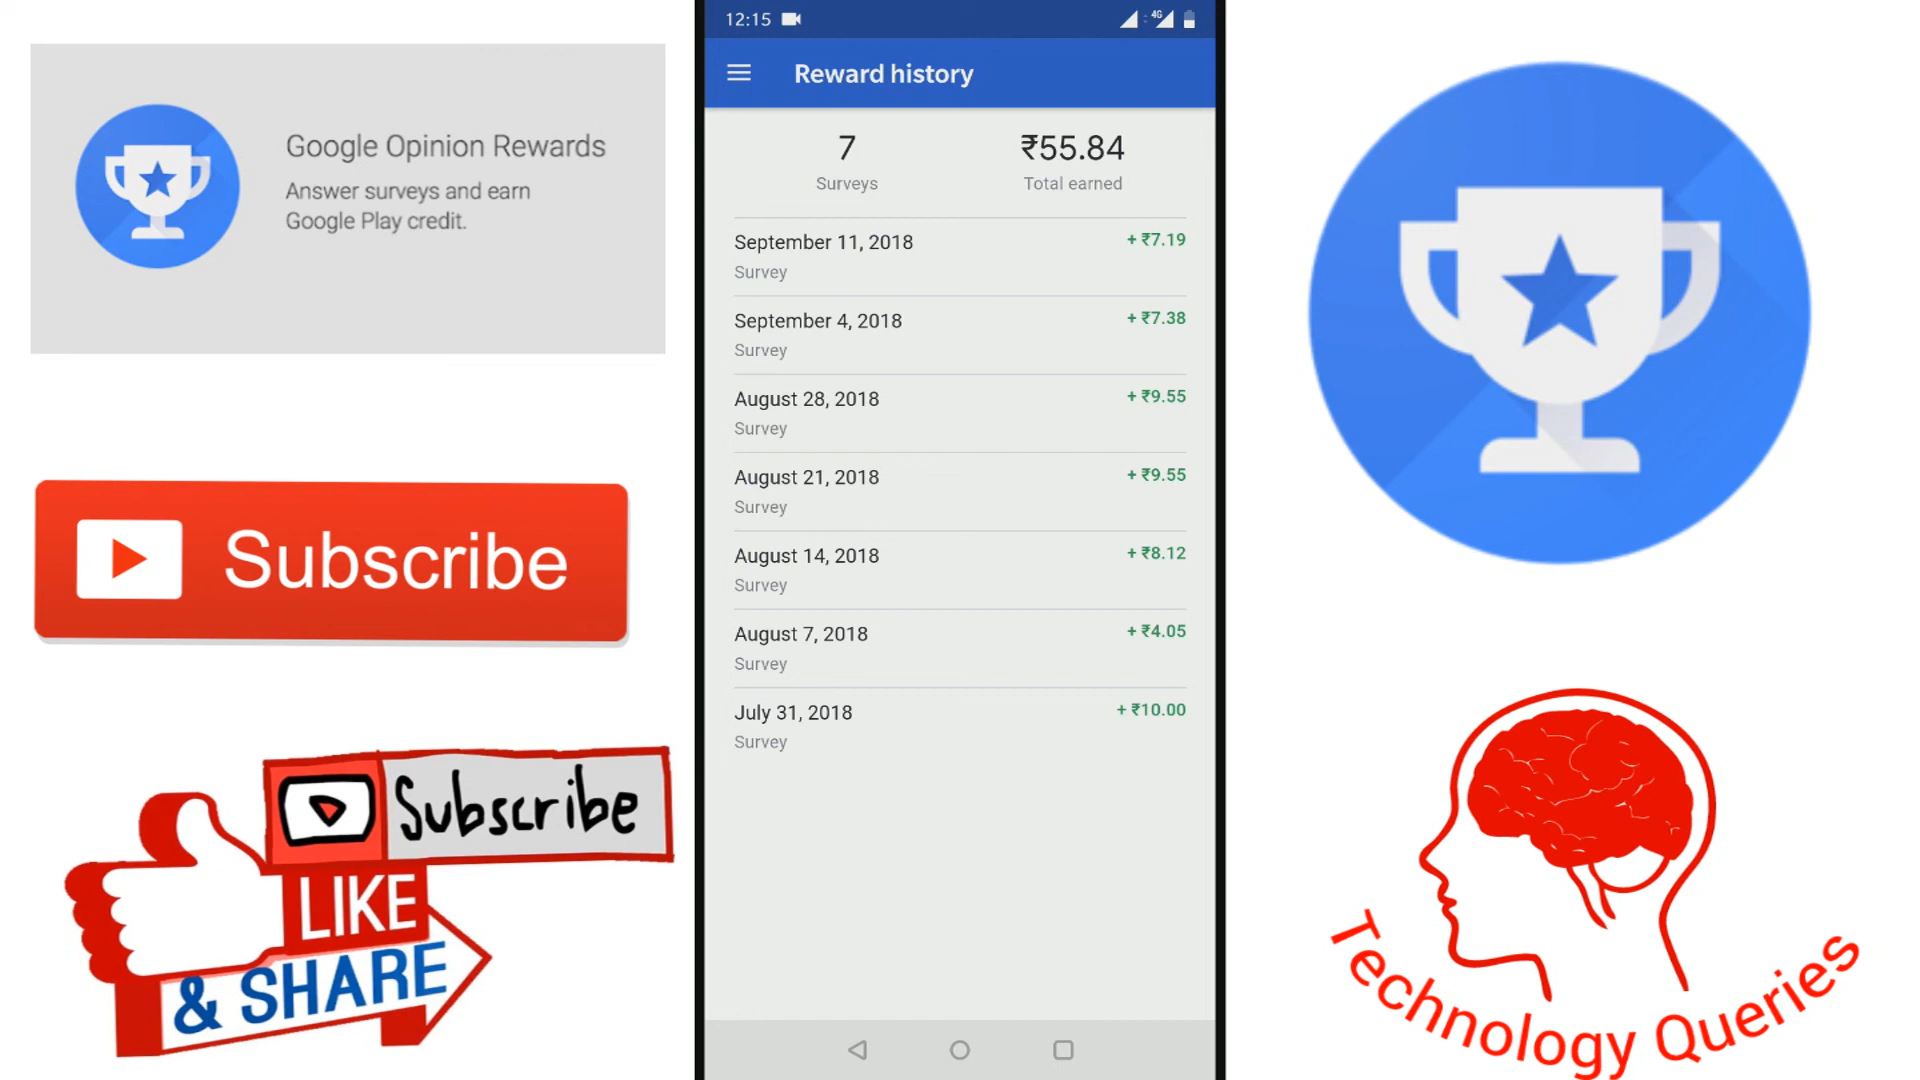 Google Opinion Rewards
Answer surveys and earn
Google Play credit.
Subscribe
Subscribe
LIKE
& SHARE
12:15
4G
Reward history
7
Surveys
₹55.84
Total earned
September 11, 2018
+ ₹7.19
Survey
September 4, 2018
+ ₹7.38
Survey
August 28, 2018
+ ₹9.55
Survey
August 21, 2018
+ ₹9.55
Survey
August 14, 2018
+ ₹8.12
Survey
August 7, 2018
+ ₹4.05
Survey
July 31, 2018
+ ₹10.00
Survey
Technology Queries